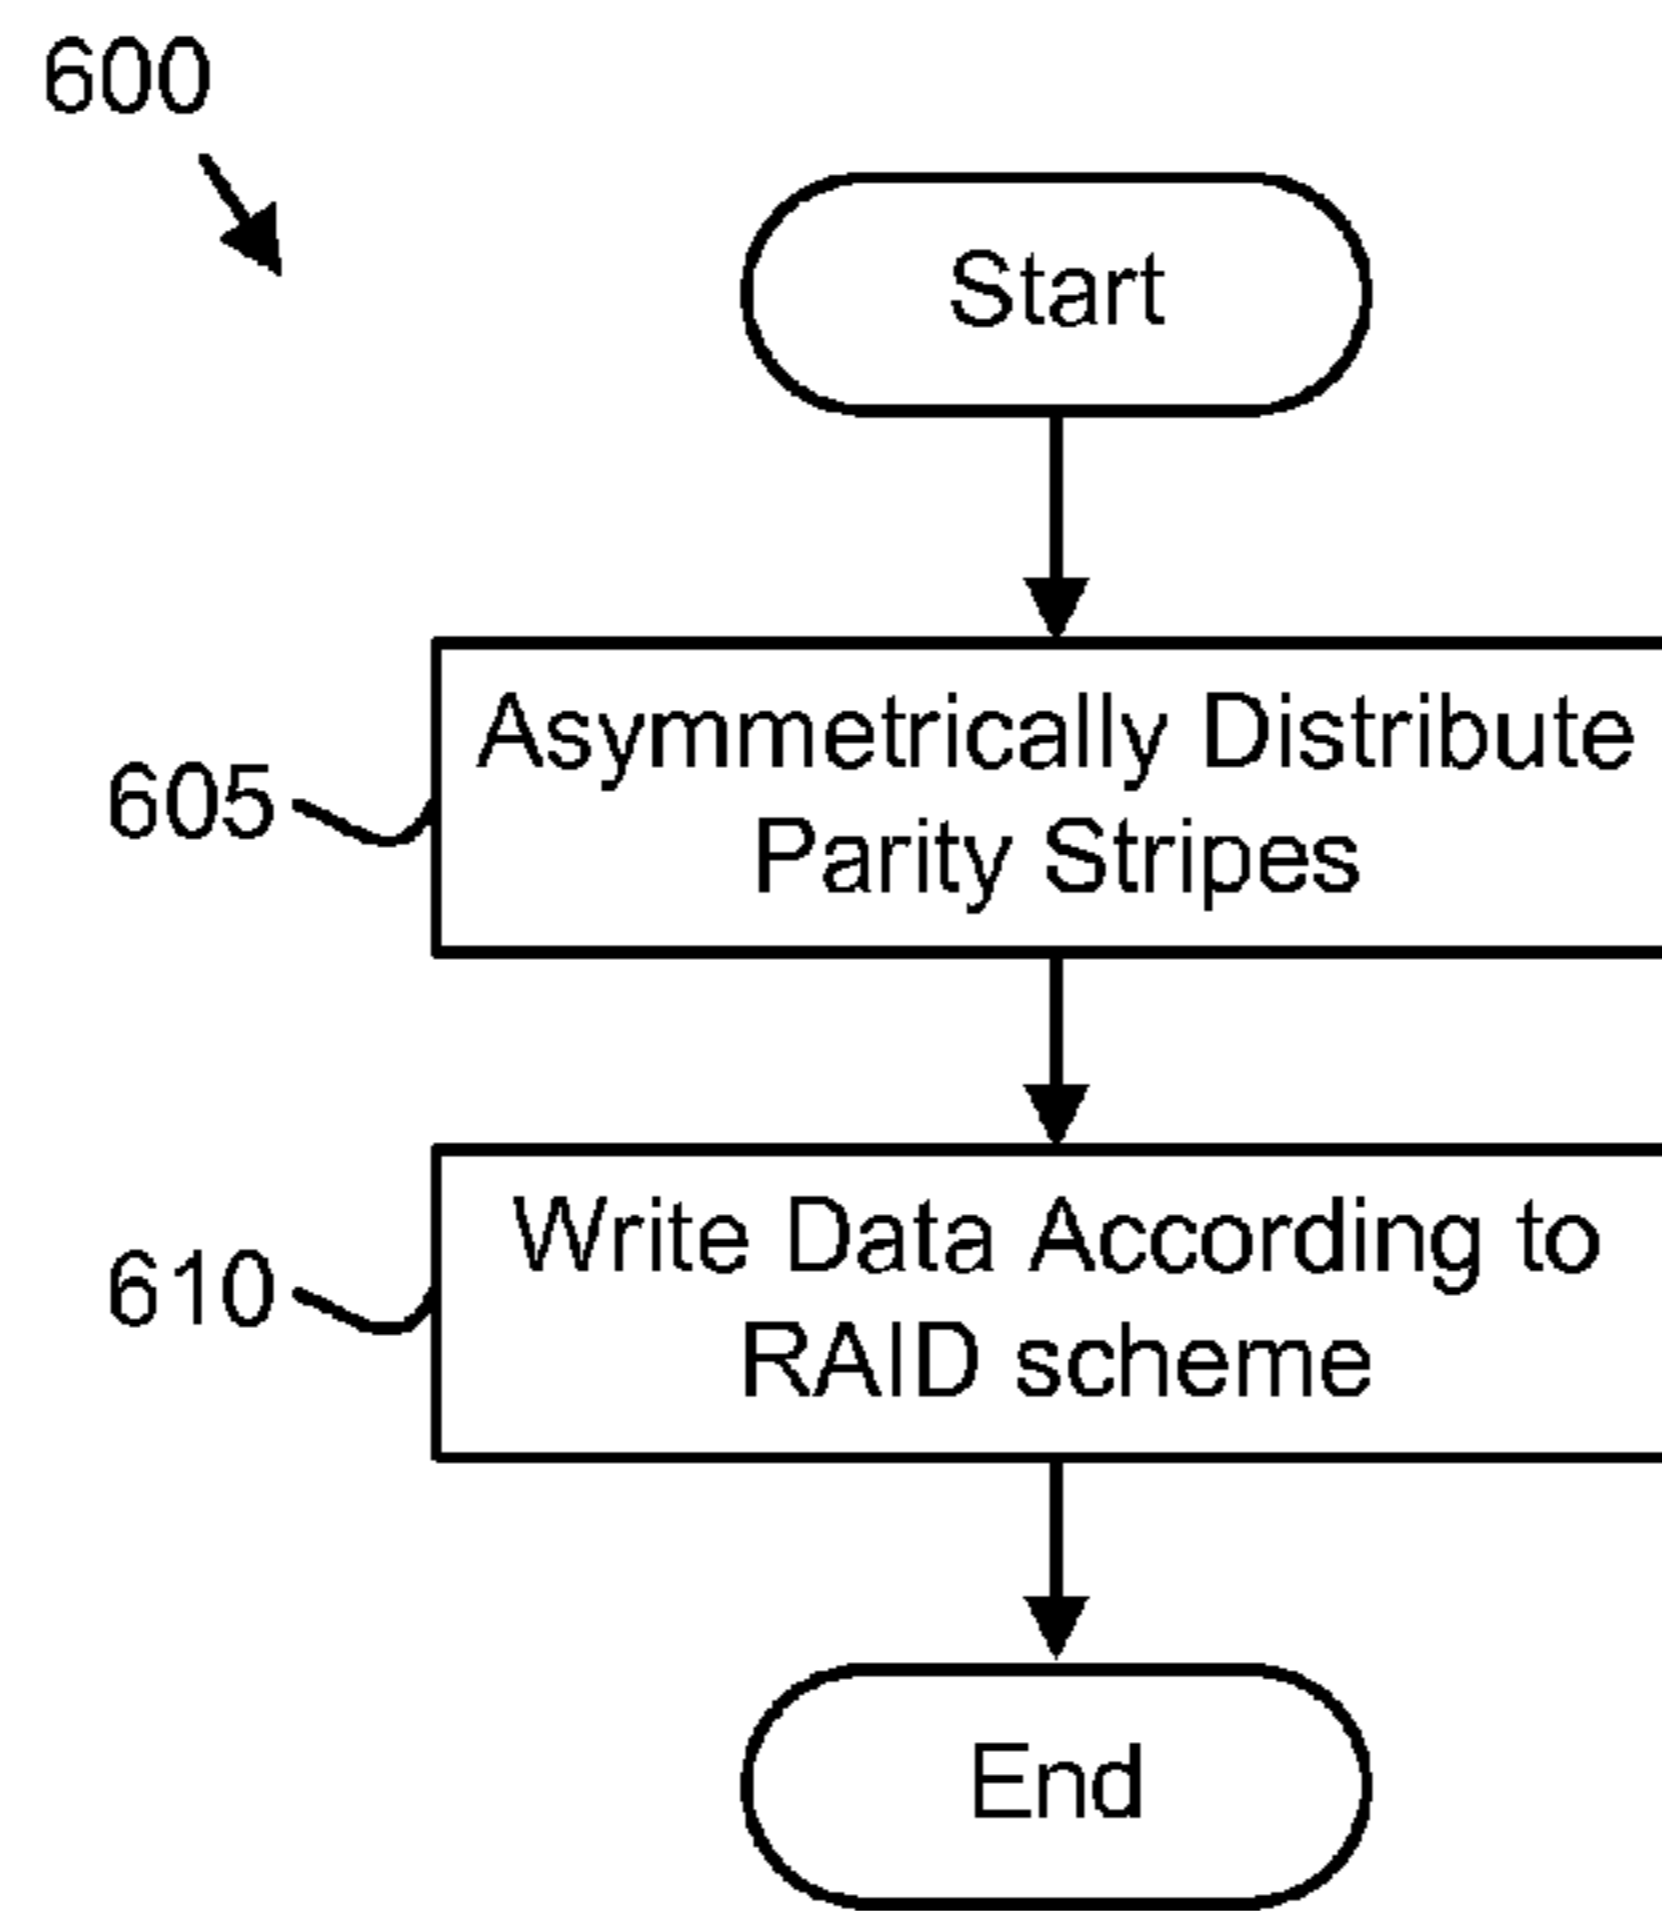 600
Start
605
Asymmetrically Distribute
Parity Stripes
610
Write Data According to
RAID scheme
End